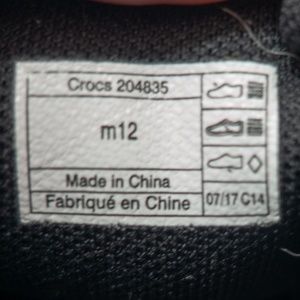 Crocs 204835
m12
Made in China
Fabriqué en Chine
07/17 C14